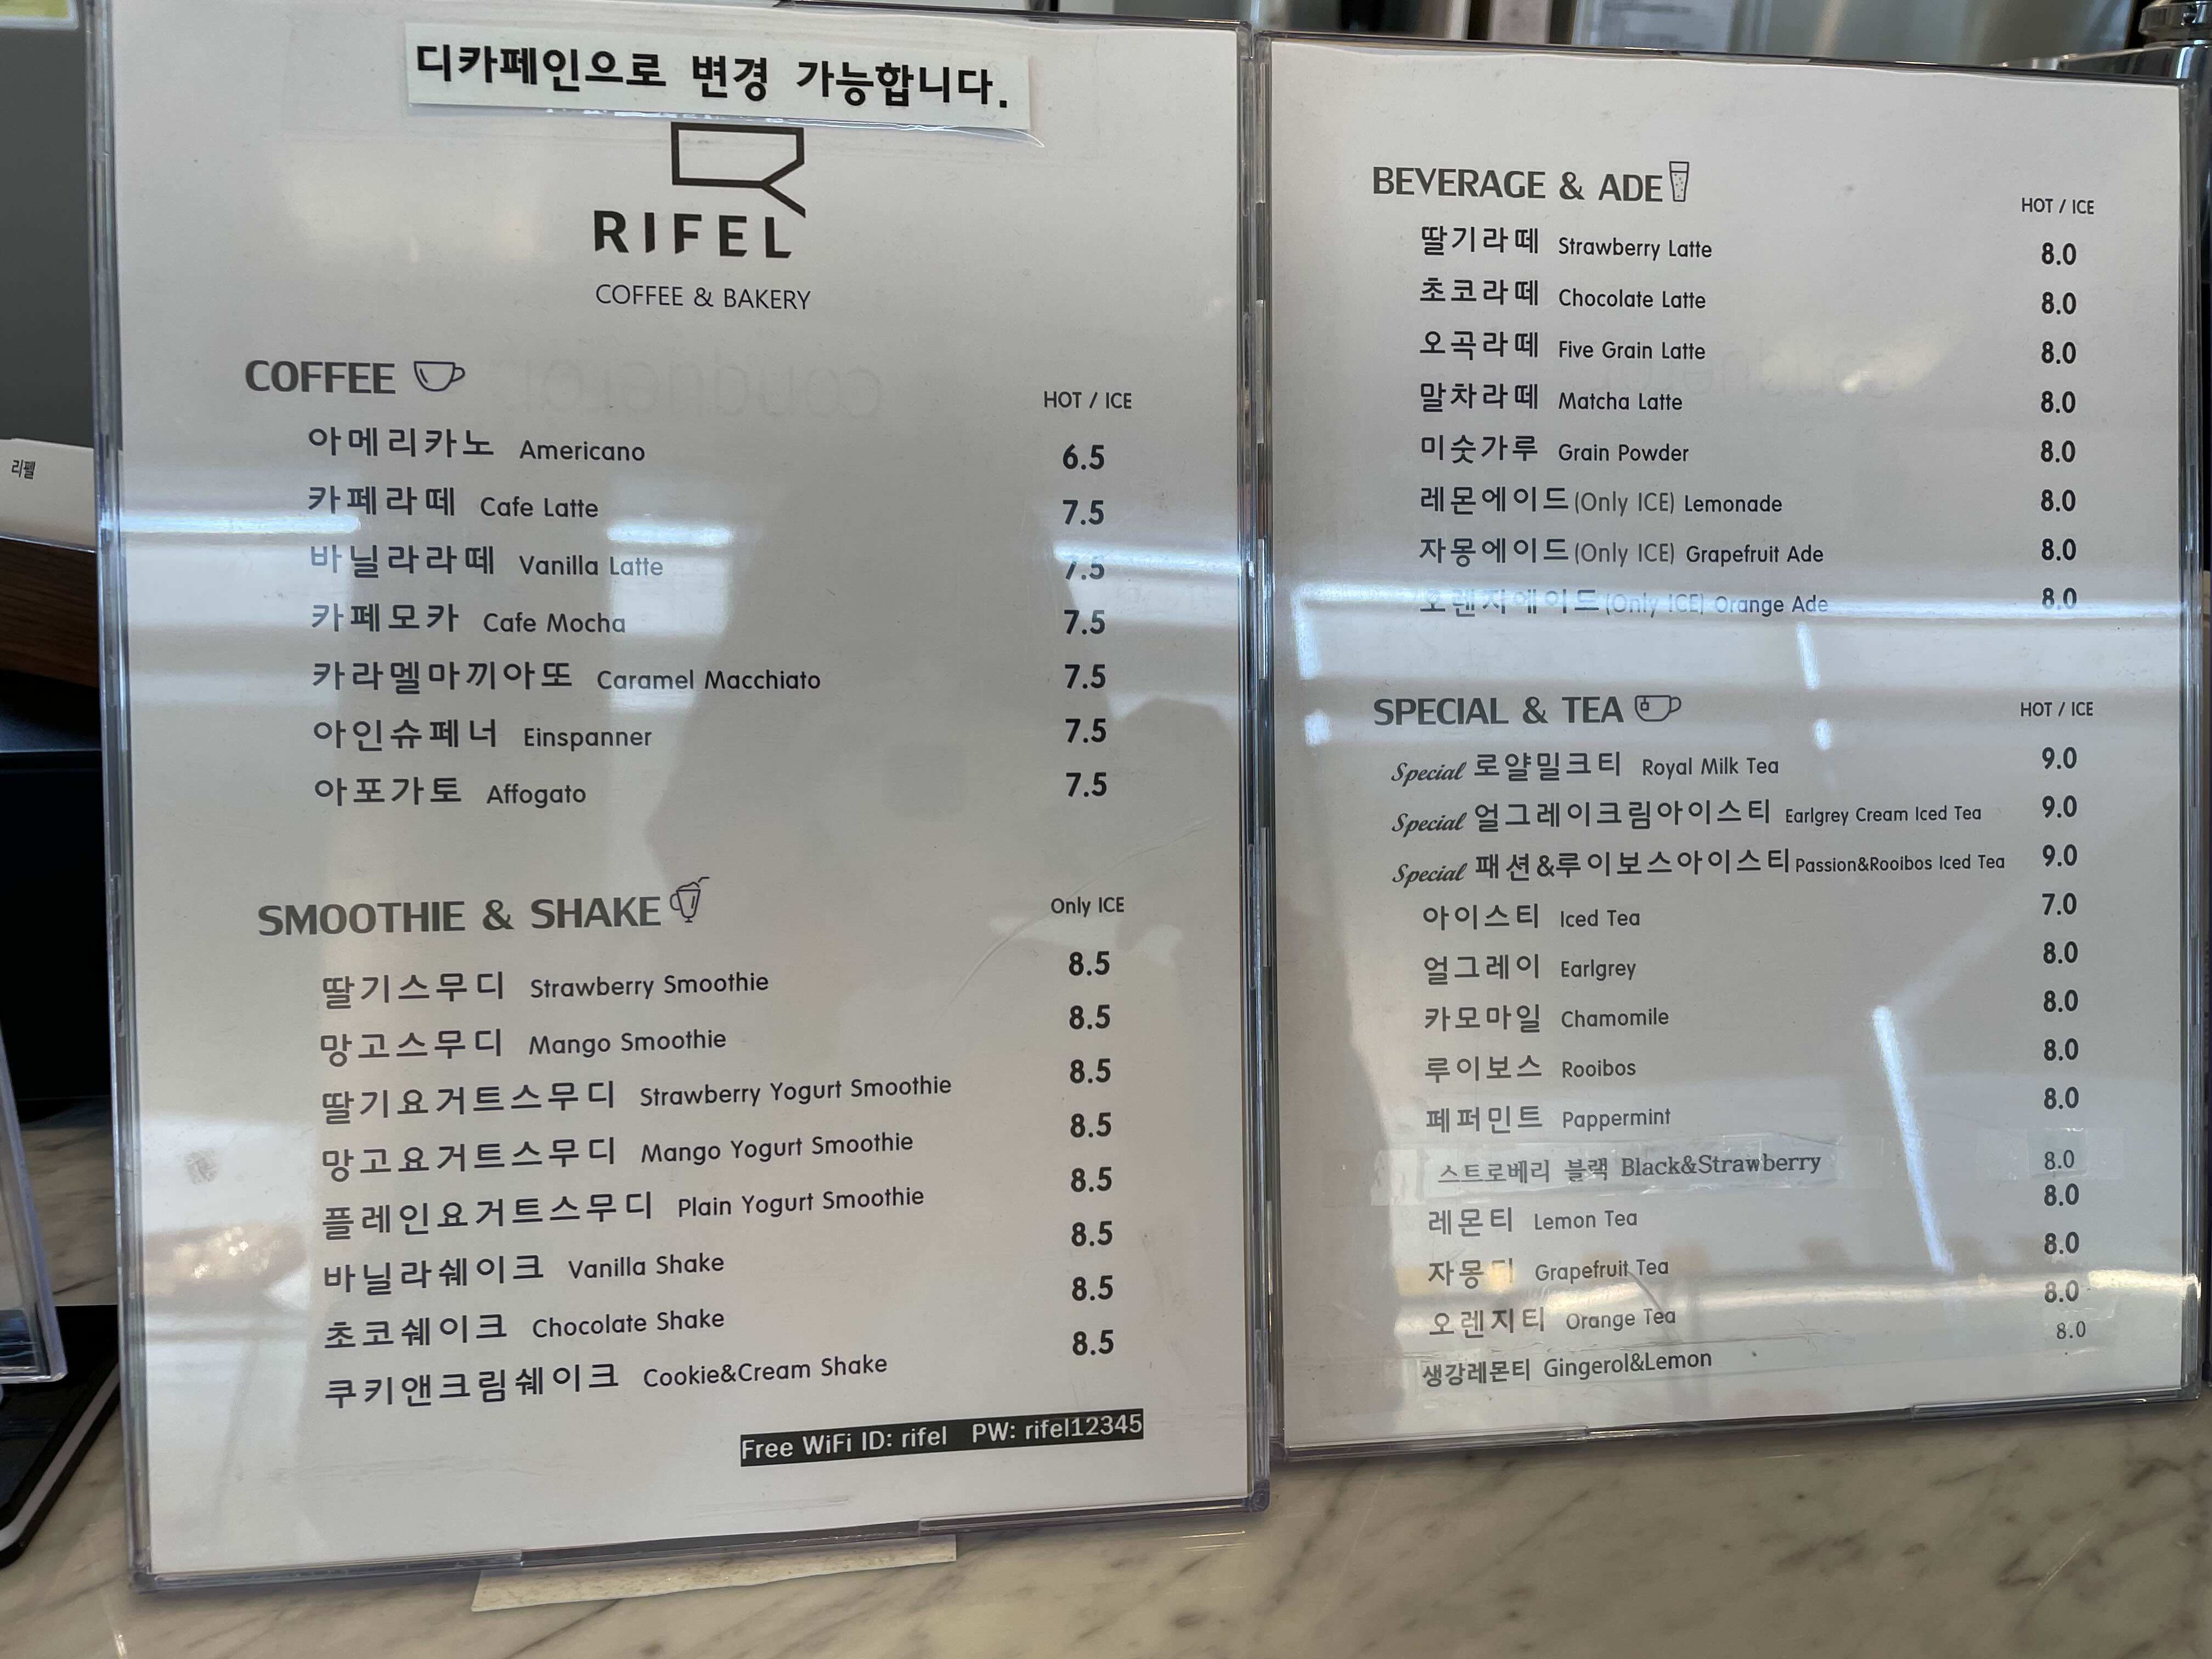 디카페인으로 변경 가능합니다.
RIFEL
COFFEE & BAKERY
COFFEE
HOT / ICE
아메리카노 Americano 6.5
카페라떼 Cafe Latte 7.5
바닐라라떼 Vanilla Latte 7.5
카페모카 Cafe Mocha 7.5
카라멜마끼아또 Caramel Macchiato 7.5
아인슈페너 Einspanner 7.5
아포가토 Affogato 7.5
SMOOTHIE & SHAKE
Only ICE
딸기스무디 Strawberry Smoothie 8.5
망고스무디 Mango Smoothie 8.5
딸기요거트스무디 Strawberry Yogurt Smoothie 8.5
망고요거트스무디 Mango Yogurt Smoothie 8.5
플레인요거트스무디 Plain Yogurt Smoothie 8.5
바닐라쉐이크 Vanilla Shake 8.5
초코쉐이크 Chocolate Shake 8.5
쿠키앤크림쉐이크 Cookie&Cream Shake 8.5
Free WiFi ID: rifel PW: rifel12345
리펠
BEVERAGE & ADE
HOT / ICE
딸기라떼 Strawberry Latte 8.0
초코라떼 Chocolate Latte 8.0
오곡라떼 Five Grain Latte 8.0
말차라떼 Matcha Latte 8.0
미숫가루 Grain Powder 8.0
레몬에이드(Only ICE) Lemonade 8.0
자몽에이드(Only ICE) Grapefruit Ade 8.0
오렌지에이드(Only ICE) Orange Ade 8.0
SPECIAL & TEA
HOT / ICE
Special 로얄밀크티 Royal Milk Tea 9.0
Special 얼그레이크림아이스티 Earlgrey Cream Iced Tea 9.0
Special 패션&루이보스아이스티 Passion&Rooibos Iced Tea 9.0
아이스티 Iced Tea 7.0
얼그레이 Earlgrey 8.0
카모마일 Chamomile 8.0
루이보스 Rooibos 8.0
페퍼민트 Pappermint 8.0
스트로베리 블랙 Black&Strawberry 8.0
레몬티 Lemon Tea 8.0
자몽티 Grapefruit Tea 8.0
오렌지티 Orange Tea 8.0
생강레몬티 Gingerol&Lemon 8.0